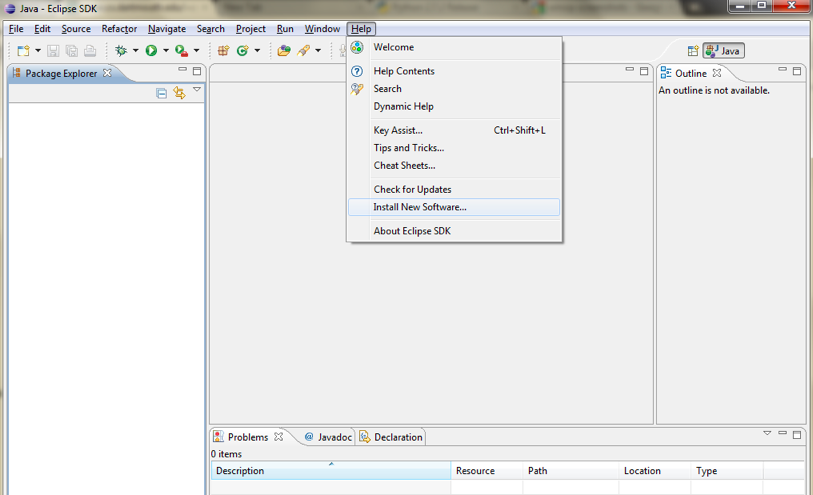 Java - Eclipse SDK
File Edit Source Refactor Navigate Search Project Run Window Help
Java
Welcome
Help Contents
Search
Dynamic Help
Key Assist... Ctrl+Shift+L
Tips and Tricks...
Cheat Sheets...
Check for Updates
Install New Software...
About Eclipse SDK
Package Explorer
Outline
An outline is not available.
Problems @ Javadoc Declaration
0 items
Description Resource Path Location Type